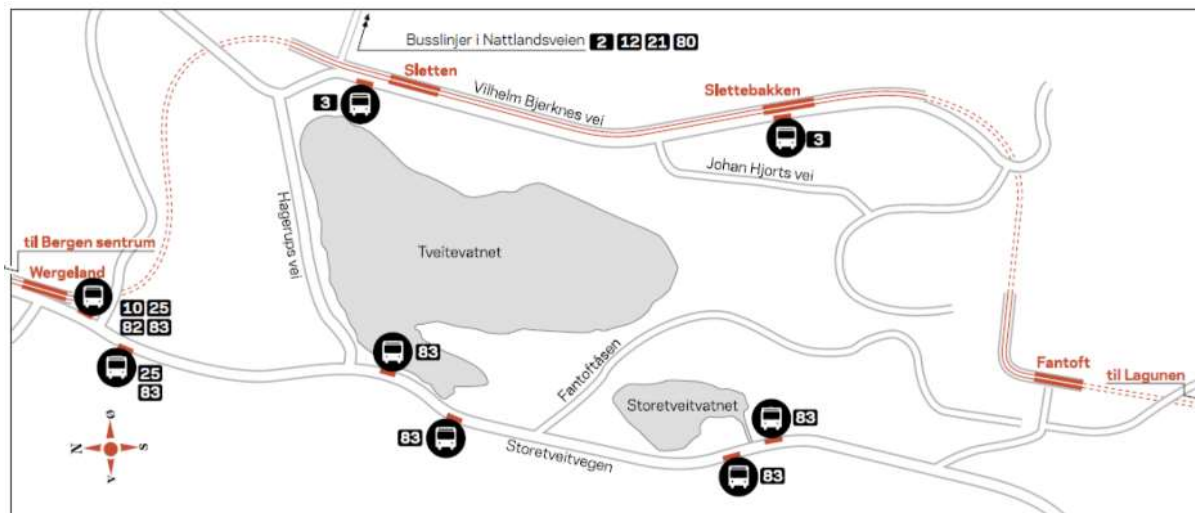 Busslinjer i Nattlandsveien 2 12 21 80
Sletten
3
Vilhelm Bjerknes vei
Slettebakken
3
Johan Hjorts vei
Hagerups vei
til Bergen sentrum
Wergeland
10 25
82 83
25
83
Tveitevatnet
83
83
Fantoftåsen
Storetveitvatnet
83
83
Storetveitvegen
Fantoft
til Lagunen
Ø
N
S
V